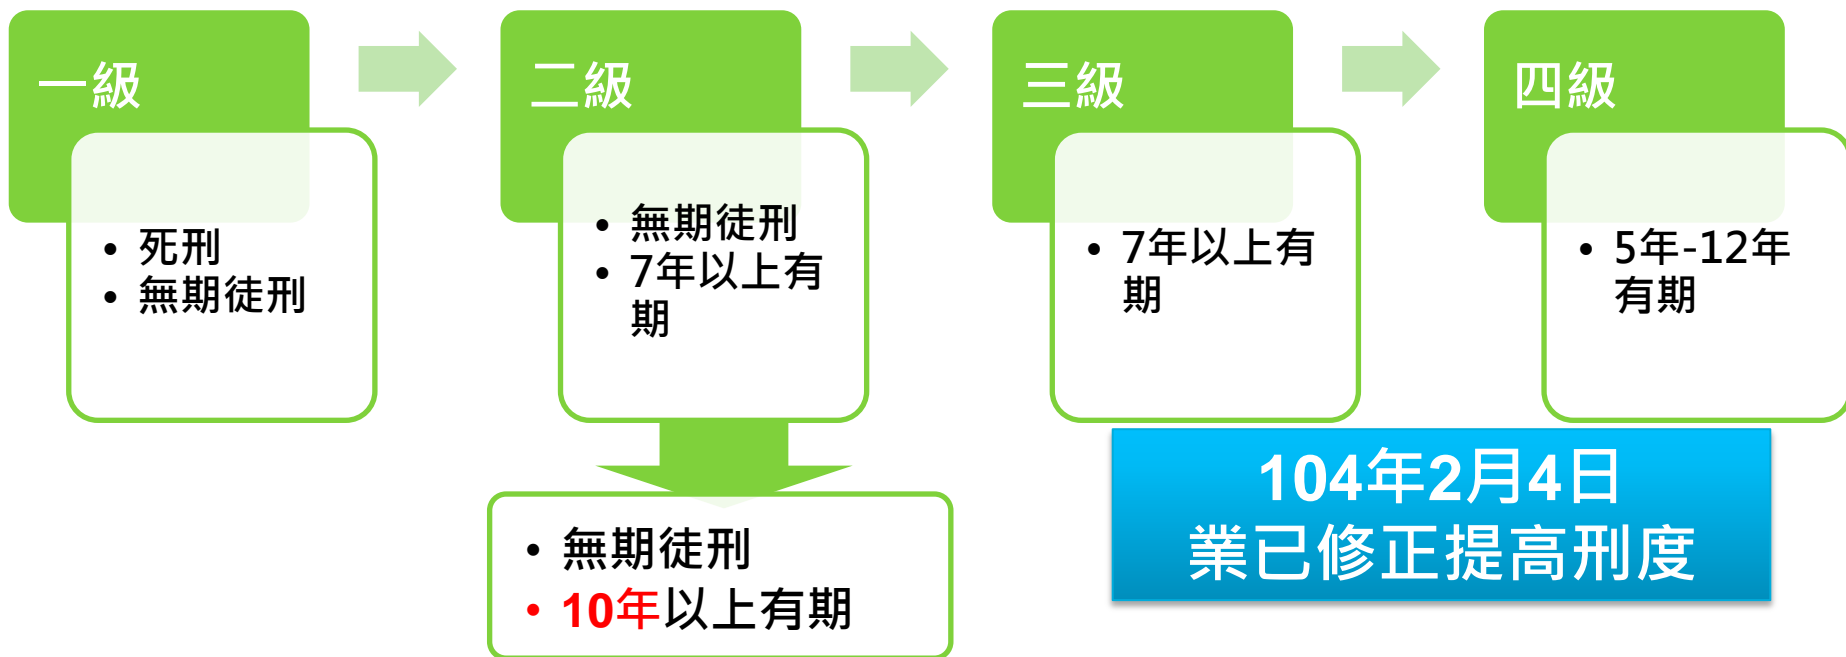 一級
• 死刑
• 無期徒刑
二級
• 無期徒刑
• 7年以上有
期
三級
• 7年以上有
期
四級
• 5年-12年
有期
• 無期徒刑
• 10年以上有期
104年2月4日
業已修正提高刑度